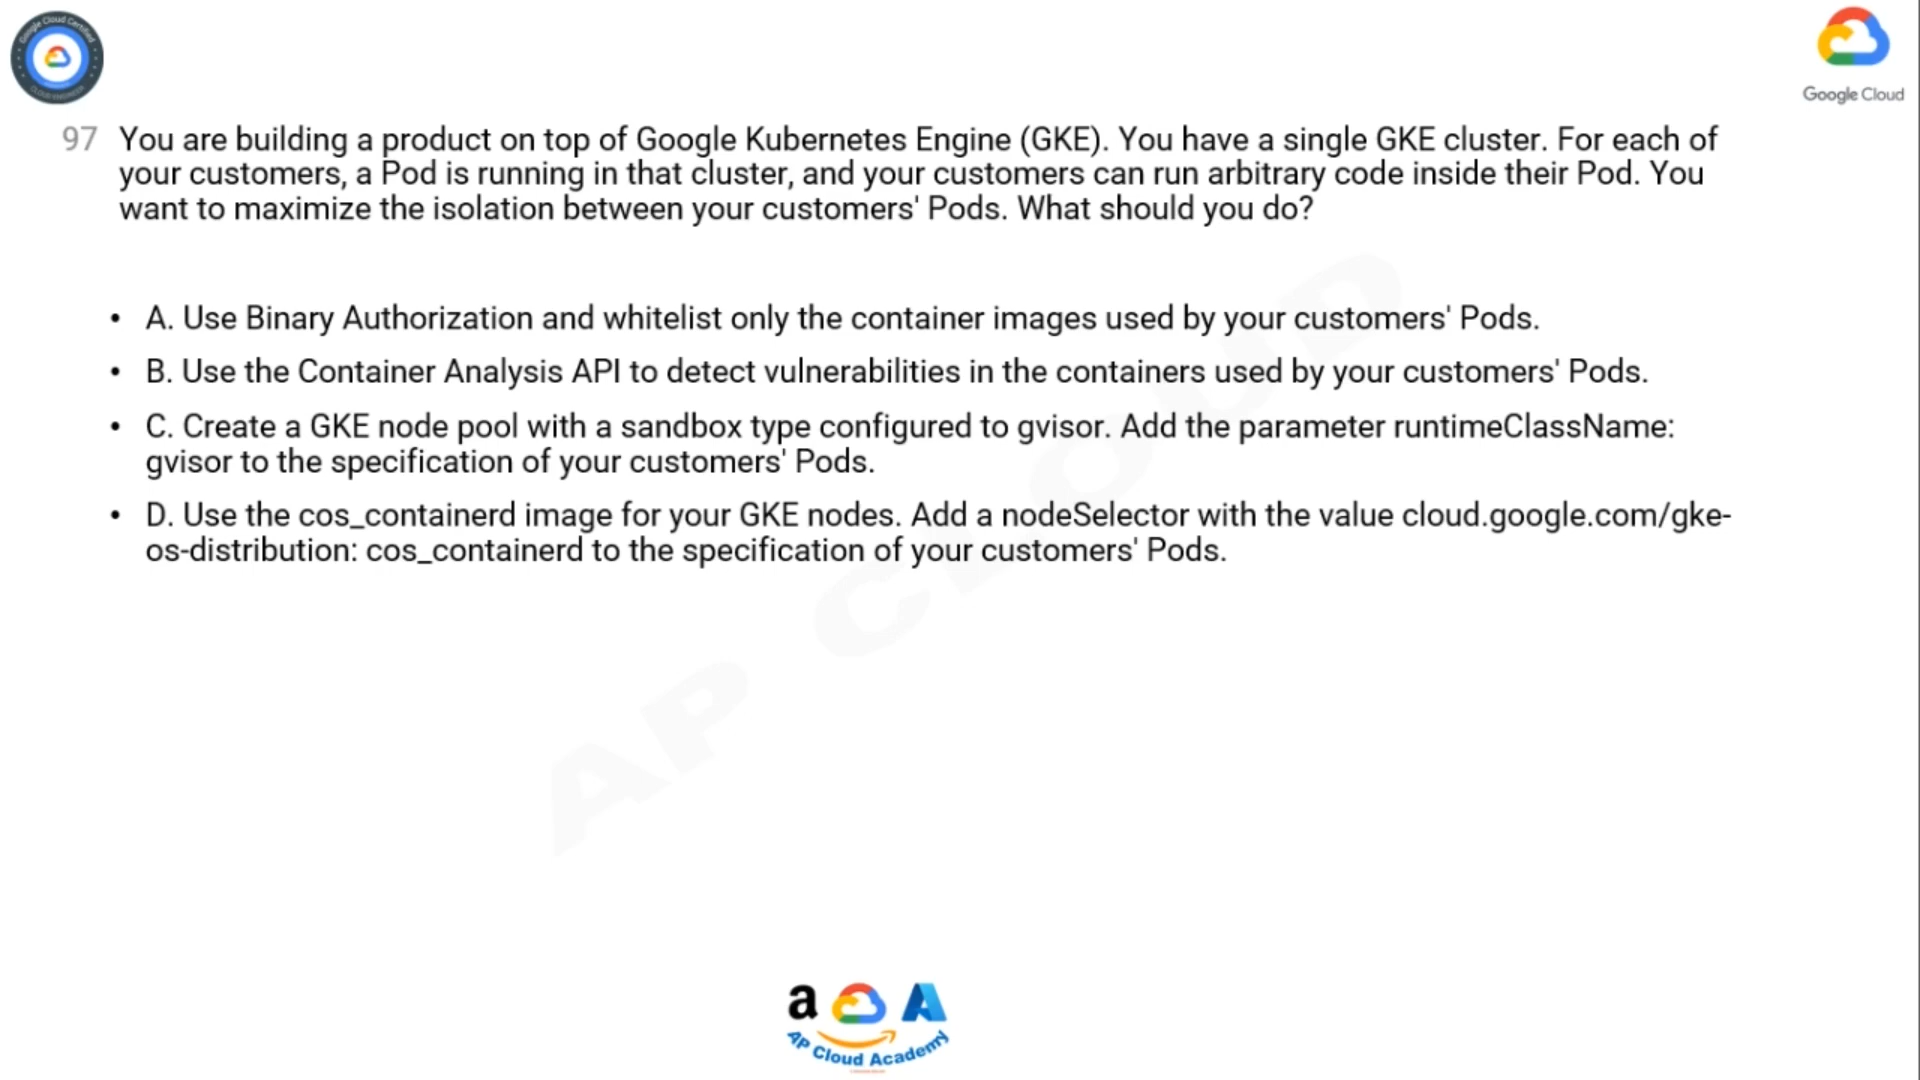 Google Cloud Certified
CLOUD ENGINEER
Google Cloud
97 You are building a product on top of Google Kubernetes Engine (GKE). You have a single GKE cluster. For each of
your customers, a Pod is running in that cluster, and your customers can run arbitrary code inside their Pod. You
want to maximize the isolation between your customers' Pods. What should you do?
• A. Use Binary Authorization and whitelist only the container images used by your customers' Pods.
• B. Use the Container Analysis API to detect vulnerabilities in the containers used by your customers' Pods.
• C. Create a GKE node pool with a sandbox type configured to gvisor. Add the parameter runtimeClassName:
gvisor to the specification of your customers' Pods.
• D. Use the cos_containerd image for your GKE nodes. Add a nodeSelector with the value cloud.google.com/gke-
os-distribution: cos_containerd to the specification of your customers' Pods.
AP CLOUD
a
AP Cloud Academy